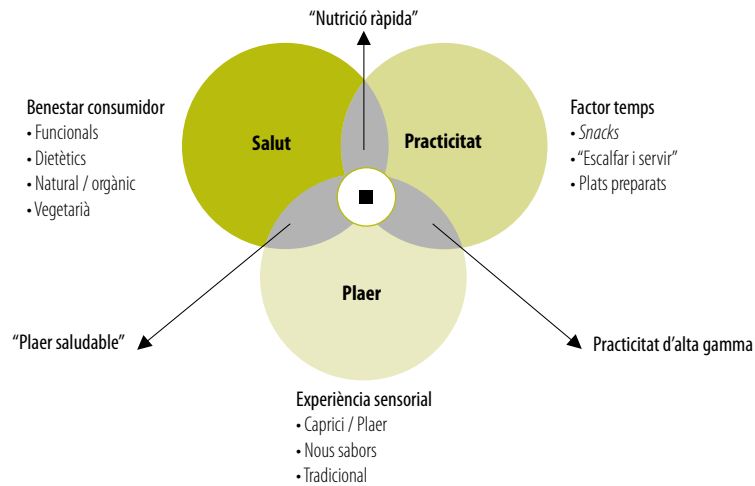 “Nutrició ràpida”
Benestar consumidor
• Funcionals
• Dietètics
• Natural / orgànic
• Vegetarià
Salut
Practicitat
Factor temps
• Snacks
• “Escalfar i servir”
• Plats preparats
Plaer
“Plaer saludable”
Practicitat d’alta gamma
Experiència sensorial
• Caprici / Plaer
• Nous sabors
• Tradicional